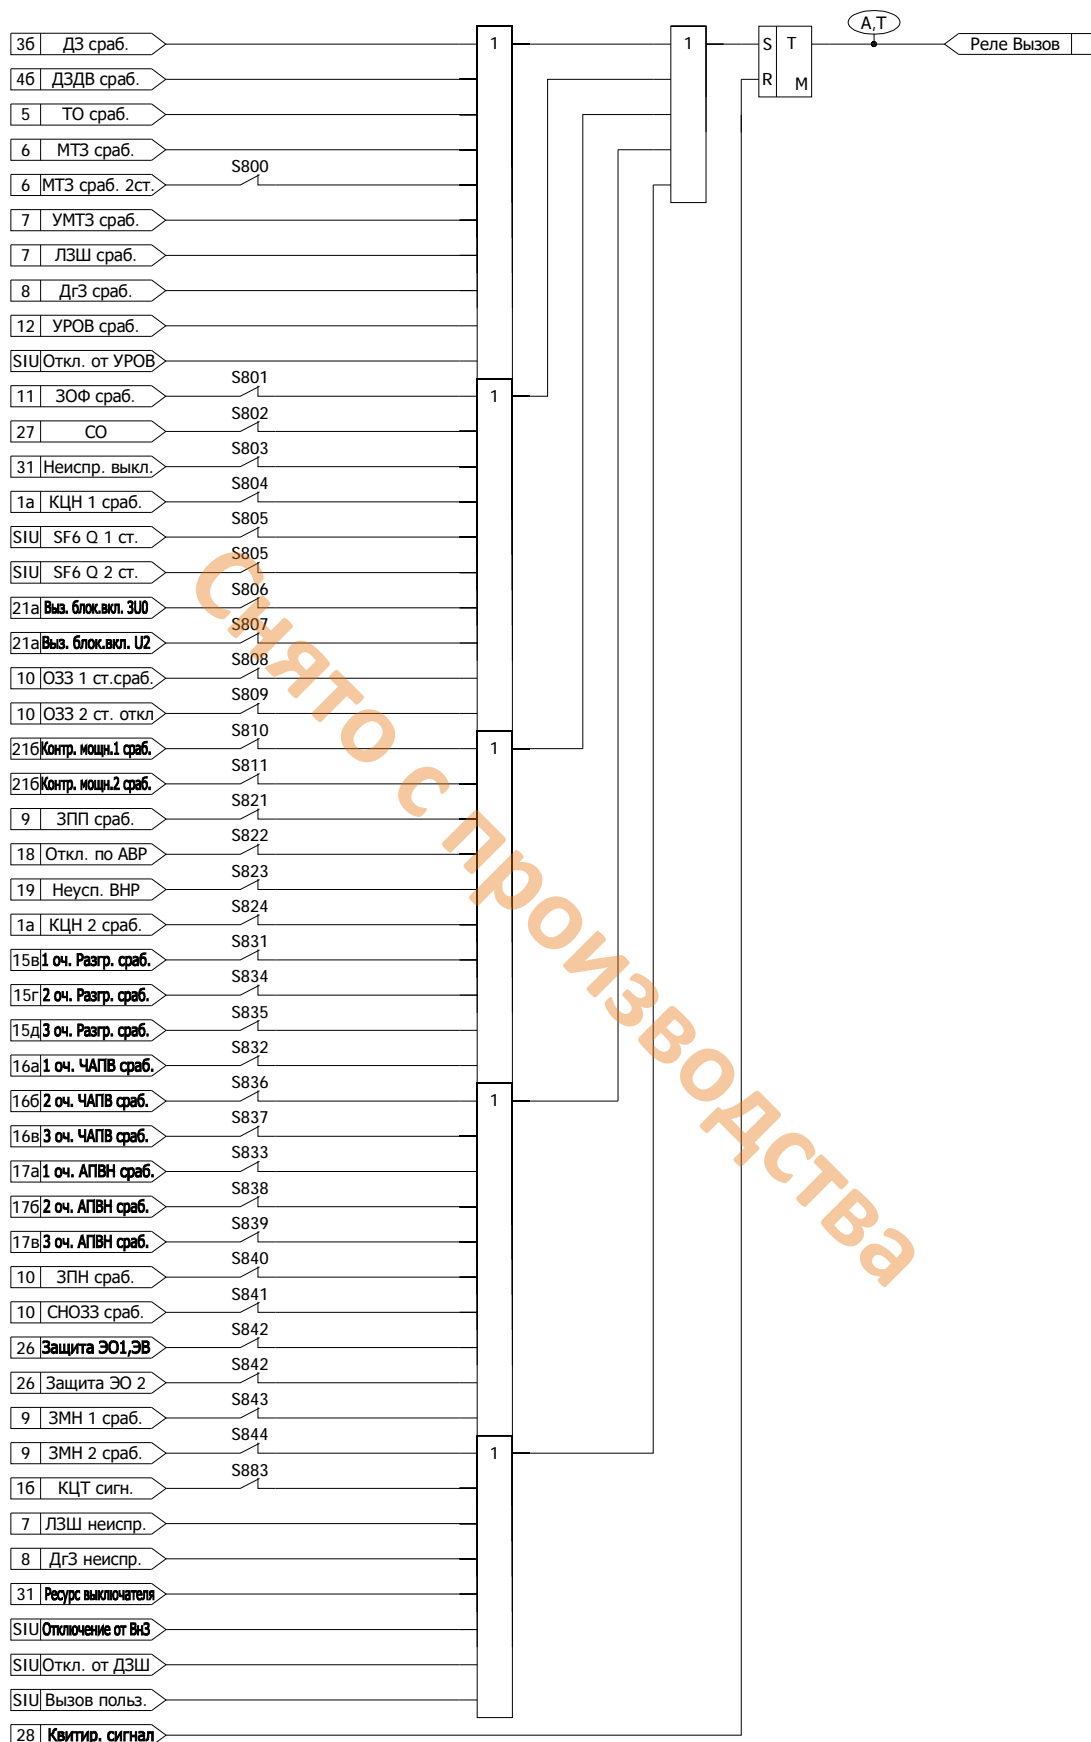 А,Т
3б ДЗ сраб. 1 1 S T Реле Вызов
4б ДЗДВ сраб. R M
5 ТО сраб.
6 МТЗ сраб.
S800
6 МТЗ сраб. 2ст.
7 УМТЗ сраб.
7 ЛЗШ сраб.
8 ДгЗ сраб.
12 УРОВ сраб.
SIU Откл. от УРОВ
S801
11 ЗОФ сраб. 1
S802
27 СО
S803
31 Неиспр. выкл.
S804
1а КЦН 1 сраб.
S805
SIU SF6 Q 1 ст.
S805
SIU SF6 Q 2 ст.
S806
21а Выз. блок.вкл. 3U0
S807
21а Выз. блок.вкл. U2
S808
10 ОЗЗ 1 ст.сраб.
S809
10 ОЗЗ 2 ст. откл
S810
21б Контр. мощн.1 сраб. 1
S811
21б Контр. мощн.2 сраб.
S821
9 ЗПП сраб.
S822
18 Откл. по АВР
S823
19 Неусп. ВНР
S824
1а КЦН 2 сраб.
S831
15в 1 оч. Разгр. сраб.
S834
15г 2 оч. Разгр. сраб.
S835
15д 3 оч. Разгр. сраб.
S832
16а 1 оч. ЧАПВ сраб.
S836
16б 2 оч. ЧАПВ сраб. 1
S837
16в 3 оч. ЧАПВ сраб.
S833
17а 1 оч. АПВН сраб.
S838
17б 2 оч. АПВН сраб.
S839
17в 3 оч. АПВН сраб.
S840
10 ЗПН сраб.
S841
10 СНОЗЗ сраб.
S842
26 Защита ЭО1,ЭВ
S842
26 Защита ЭО 2
S843
9 ЗМН 1 сраб.
S844
9 ЗМН 2 сраб. 1
S883
1б КЦТ сигн.
7 ЛЗШ неиспр.
8 ДгЗ неиспр.
31 Ресурс выключателя
SIU Отключение от ВнЗ
SIU Откл. от ДЗШ
SIU Вызов польз.
28 Квитир. сигнал
Снято с производства